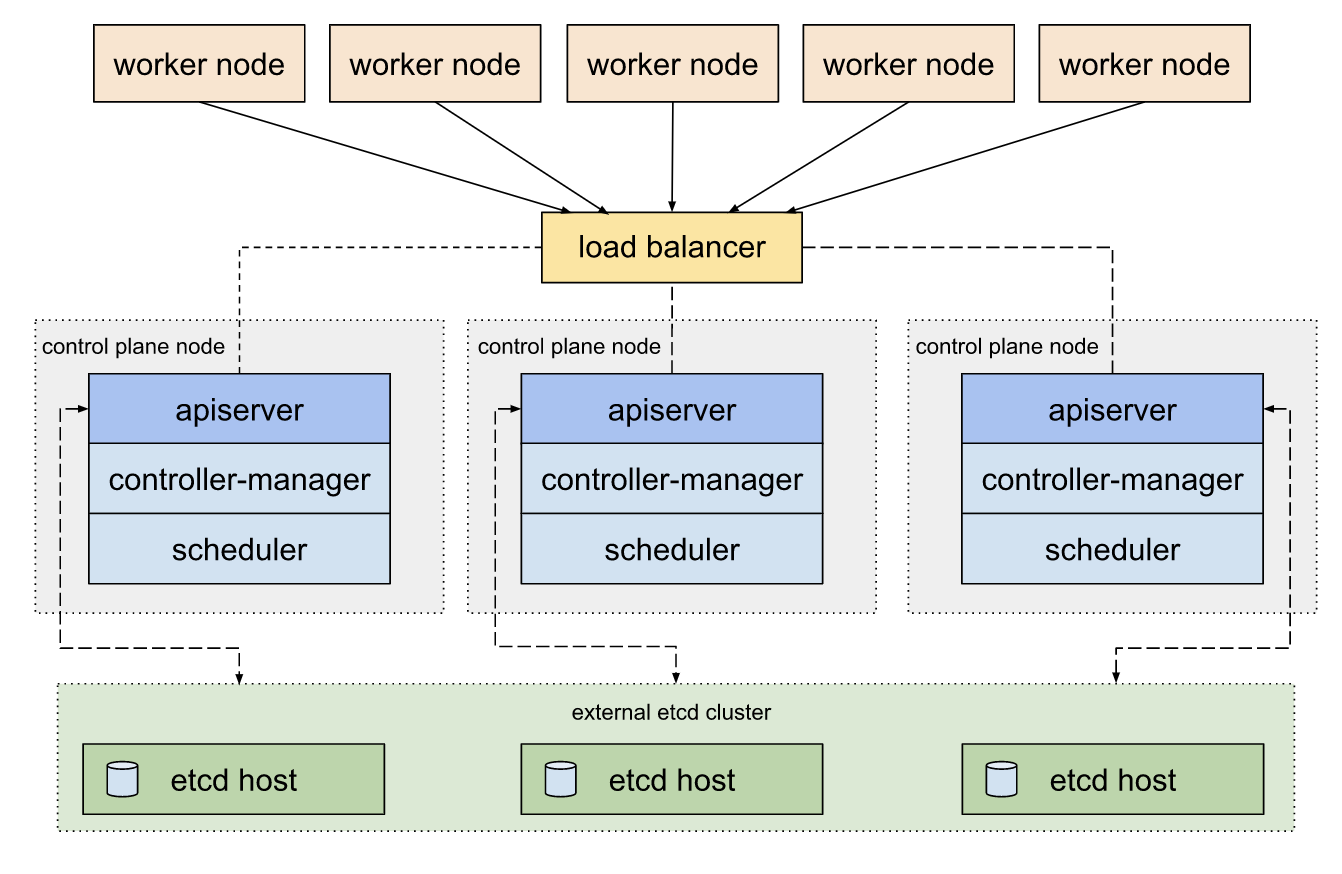 worker node
worker node
worker node
worker node
worker node
load balancer
control plane node
control plane node
control plane node
apiserver
apiserver
apiserver
controller-manager
controller-manager
controller-manager
scheduler
scheduler
scheduler
external etcd cluster
etcd host
etcd host
etcd host